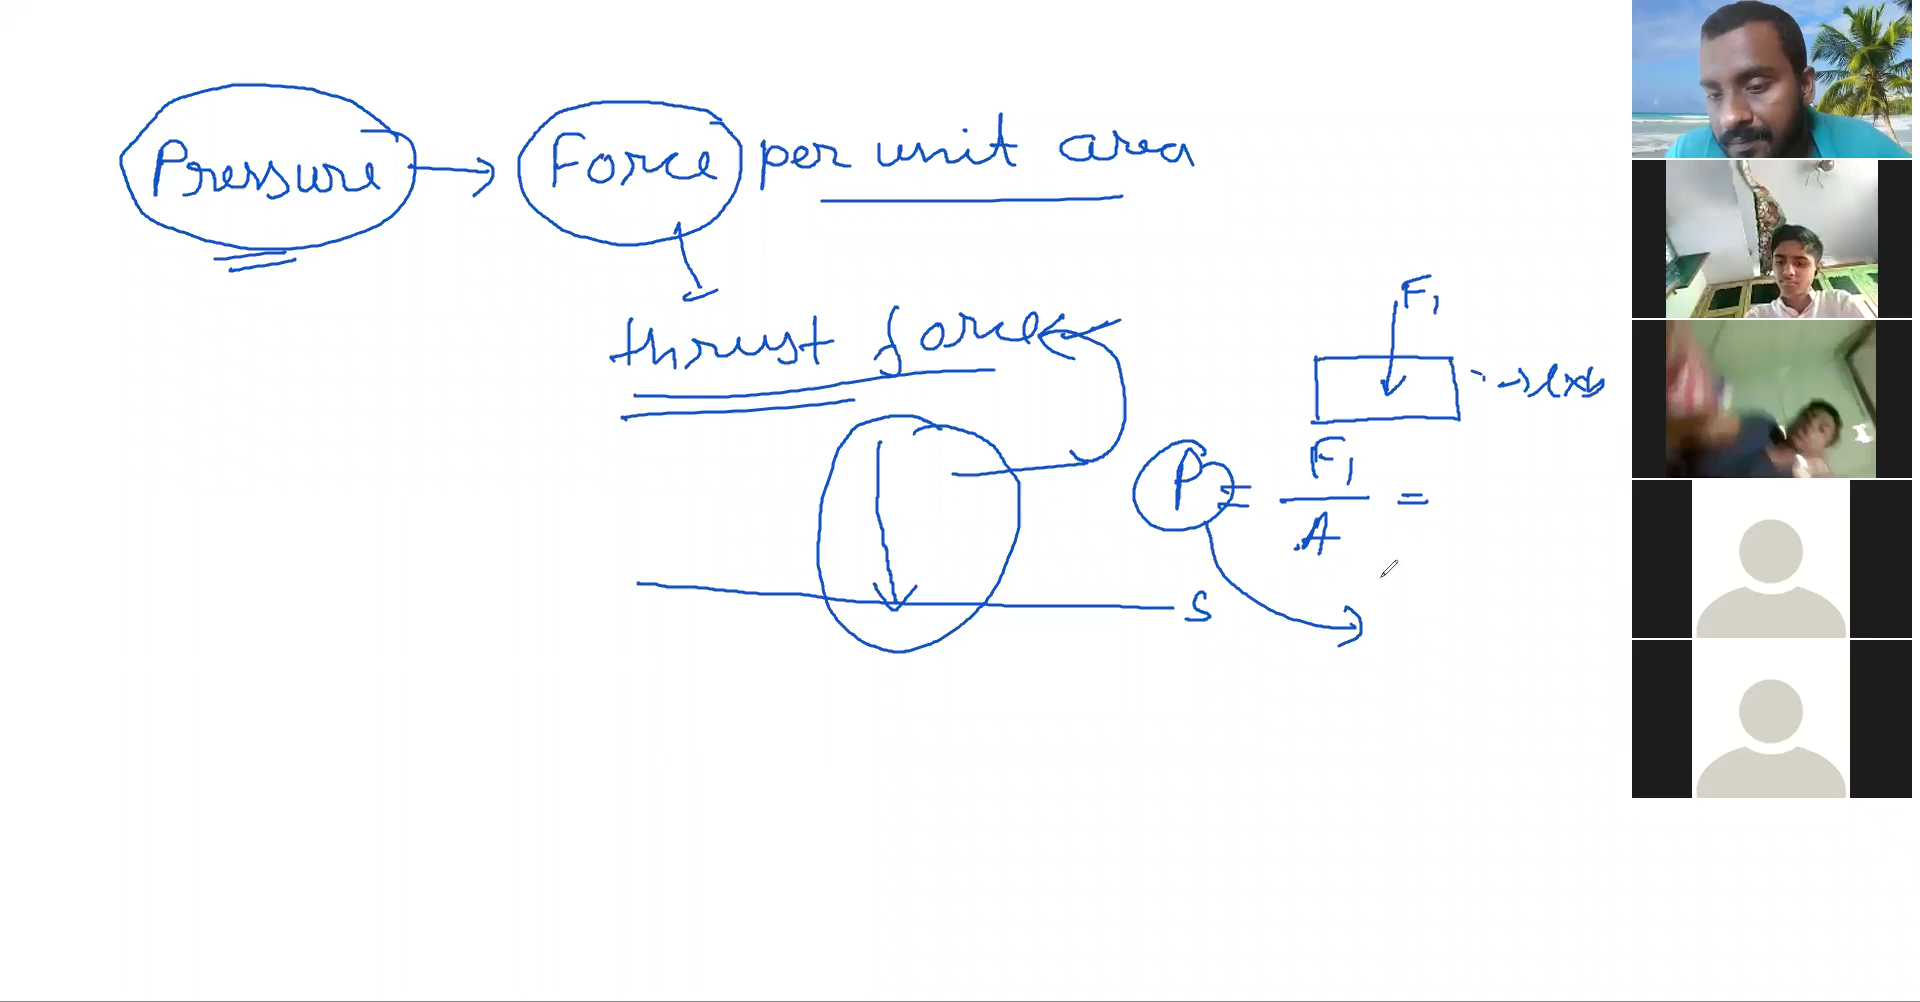 Pressure → Force per unit area
thrust force
F₁
→ l×b
P = F₁/A =
S